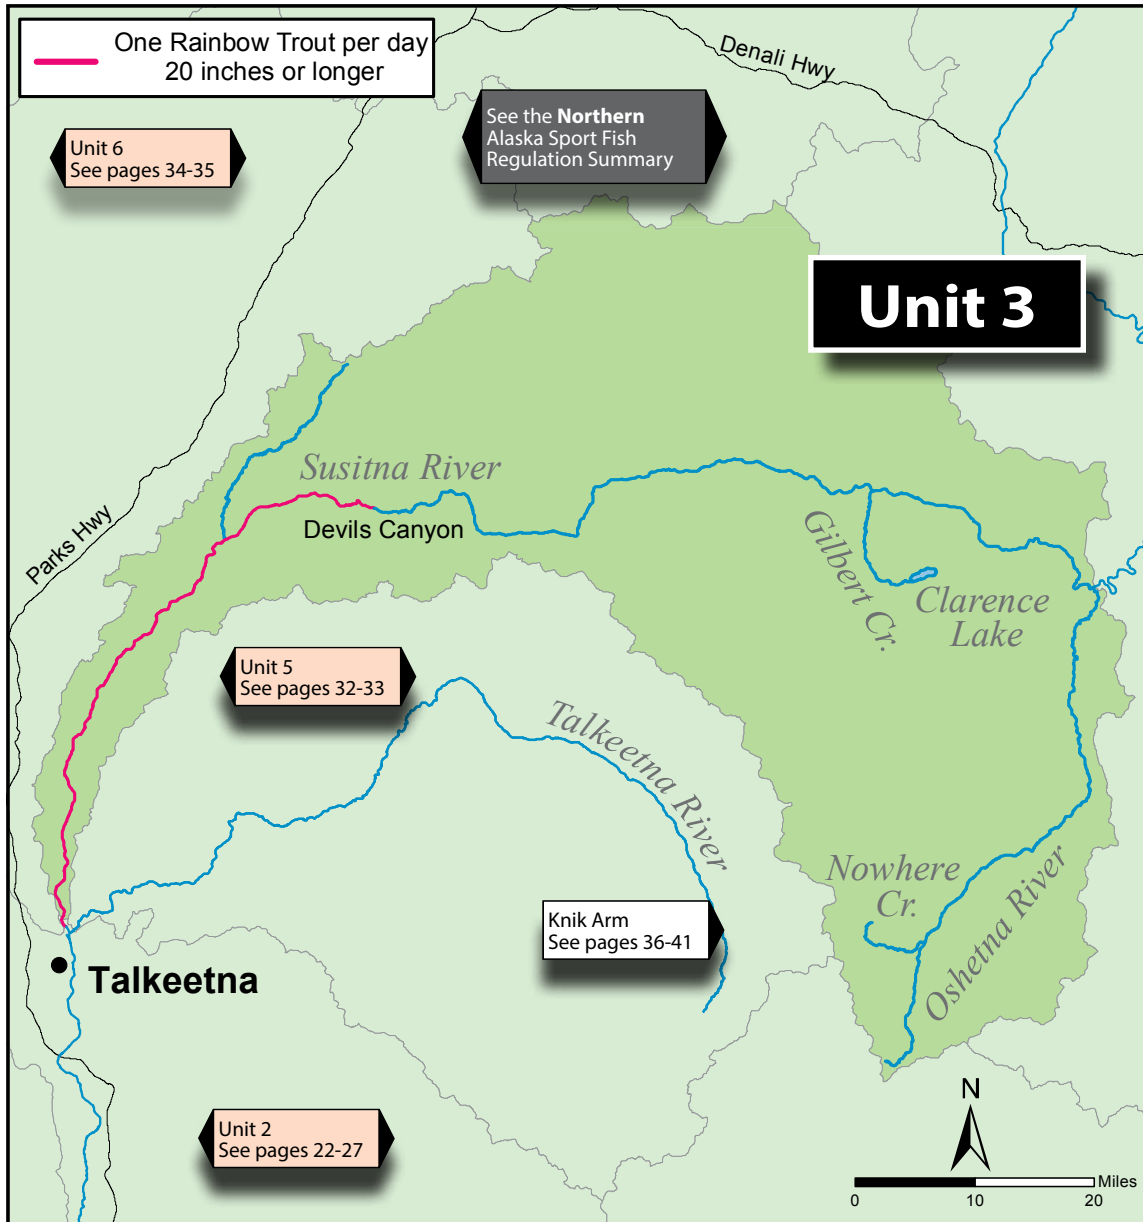 One Rainbow Trout per day
20 inches or longer
Denali Hwy
See the Northern
Alaska Sport Fish
Regulation Summary
Unit 6
See pages 34-35
Unit 3
Susitna River
Devils Canyon
Parks Hwy
Gilbert Cr.
Clarence
Lake
Unit 5
See pages 32-33
Talkeetna River
Nowhere
Cr.
Oshetna River
Knik Arm
See pages 36-41
Talkeetna
Unit 2
See pages 22-27
N
Miles
0 10 20